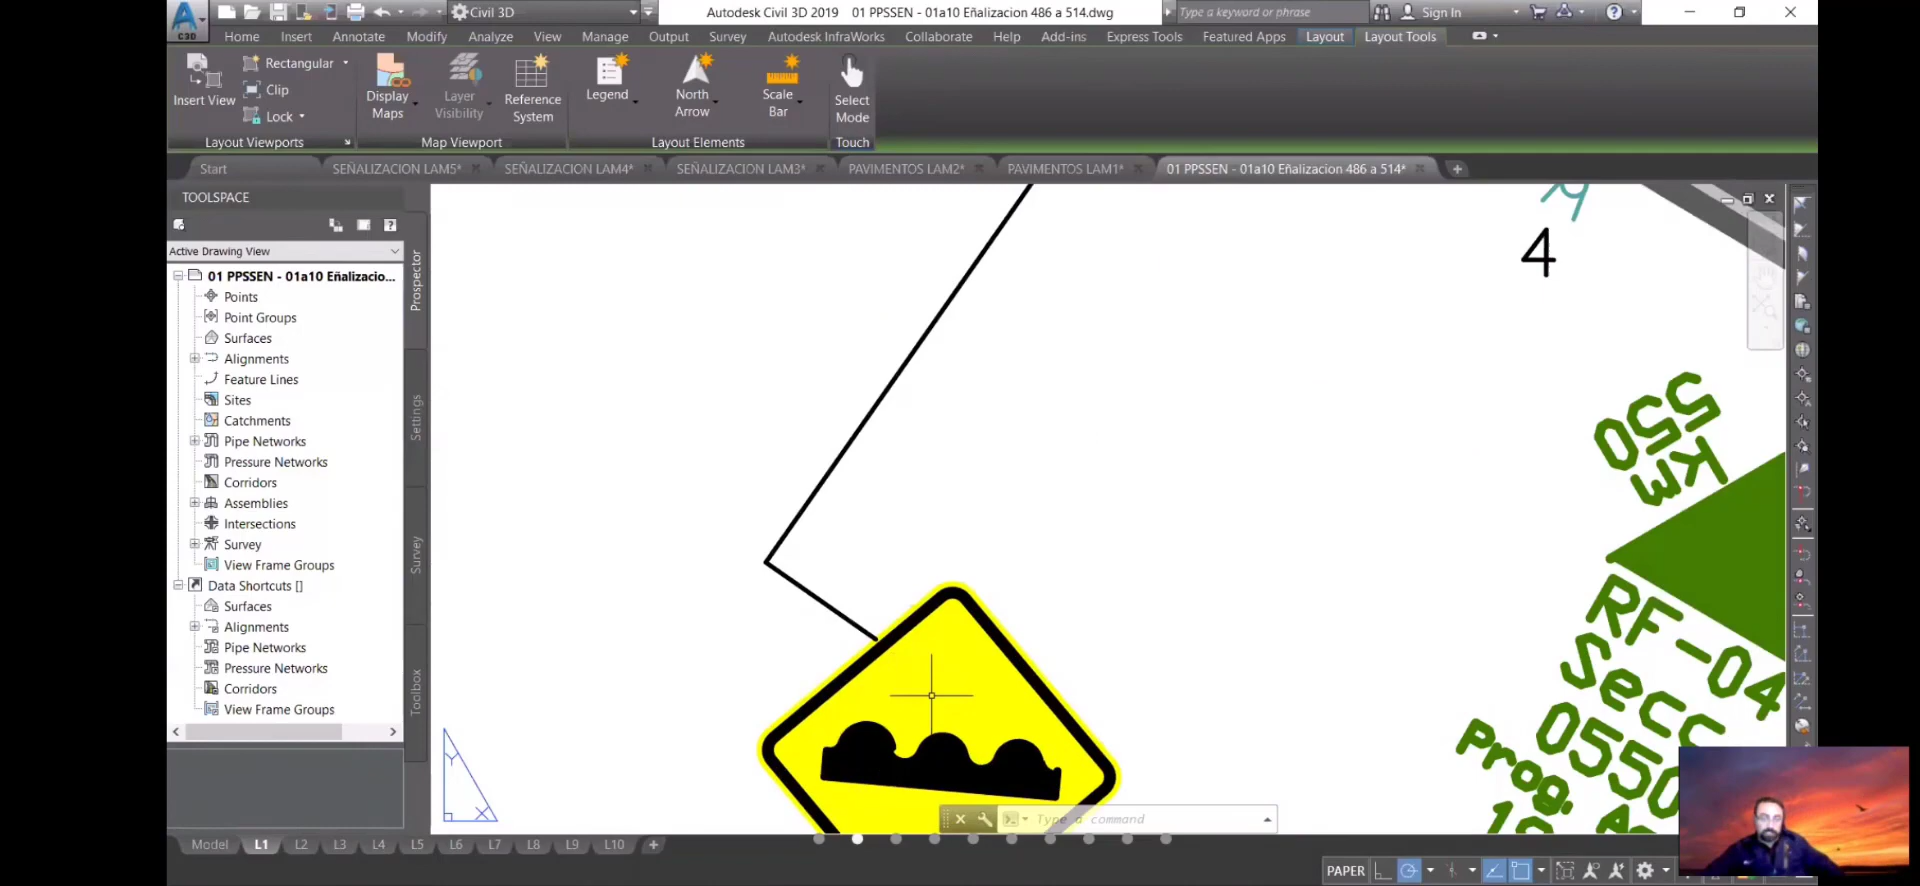 Civil 3D
Autodesk Civil 3D 2019 01 PPSSEN - 01a10 Eñalizacion 486 a 514.dwg
Type a keyword or phrase
Sign In
C3D
Home Insert Annotate Modify Analyze View Manage Output Survey Autodesk InfraWorks Collaborate Help Add-ins Express Tools Featured Apps Layout Layout Tools
Insert View
Rectangular
Clip
Lock
Display Maps
Layer Visibility
Reference System
Legend
North Arrow
Scale Bar
Select Mode
Layout Viewports
Map Viewport
Layout Elements
Touch
Start
SEÑALIZACION LAM5*
SEÑALIZACION LAM4*
SEÑALIZACION LAM3*
PAVIMENTOS LAM2*
PAVIMENTOS LAM1*
01 PPSSEN - 01a10 Eñalizacion 486 a 514*
TOOLSPACE
Active Drawing View
01 PPSSEN - 01a10 Eñalizacio...
Points
Point Groups
Surfaces
Alignments
Feature Lines
Sites
Catchments
Pipe Networks
Pressure Networks
Corridors
Assemblies
Intersections
Survey
View Frame Groups
Data Shortcuts []
Surfaces
Alignments
Pipe Networks
Pressure Networks
Corridors
View Frame Groups
Prospector
Settings
Survey
Toolbox
4
Km
550
RF-04
Secc
0550
Prog.
Y
X
Type a command
Model L1 L2 L3 L4 L5 L6 L7 L8 L9 L10
PAPER